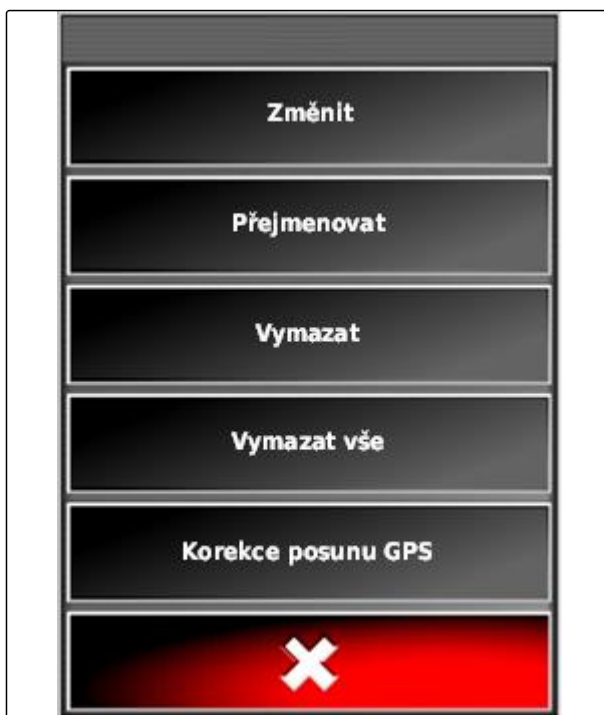 Změnit
Přejmenovat
Vymazat
Vymazat vše
Korekce posunu GPS